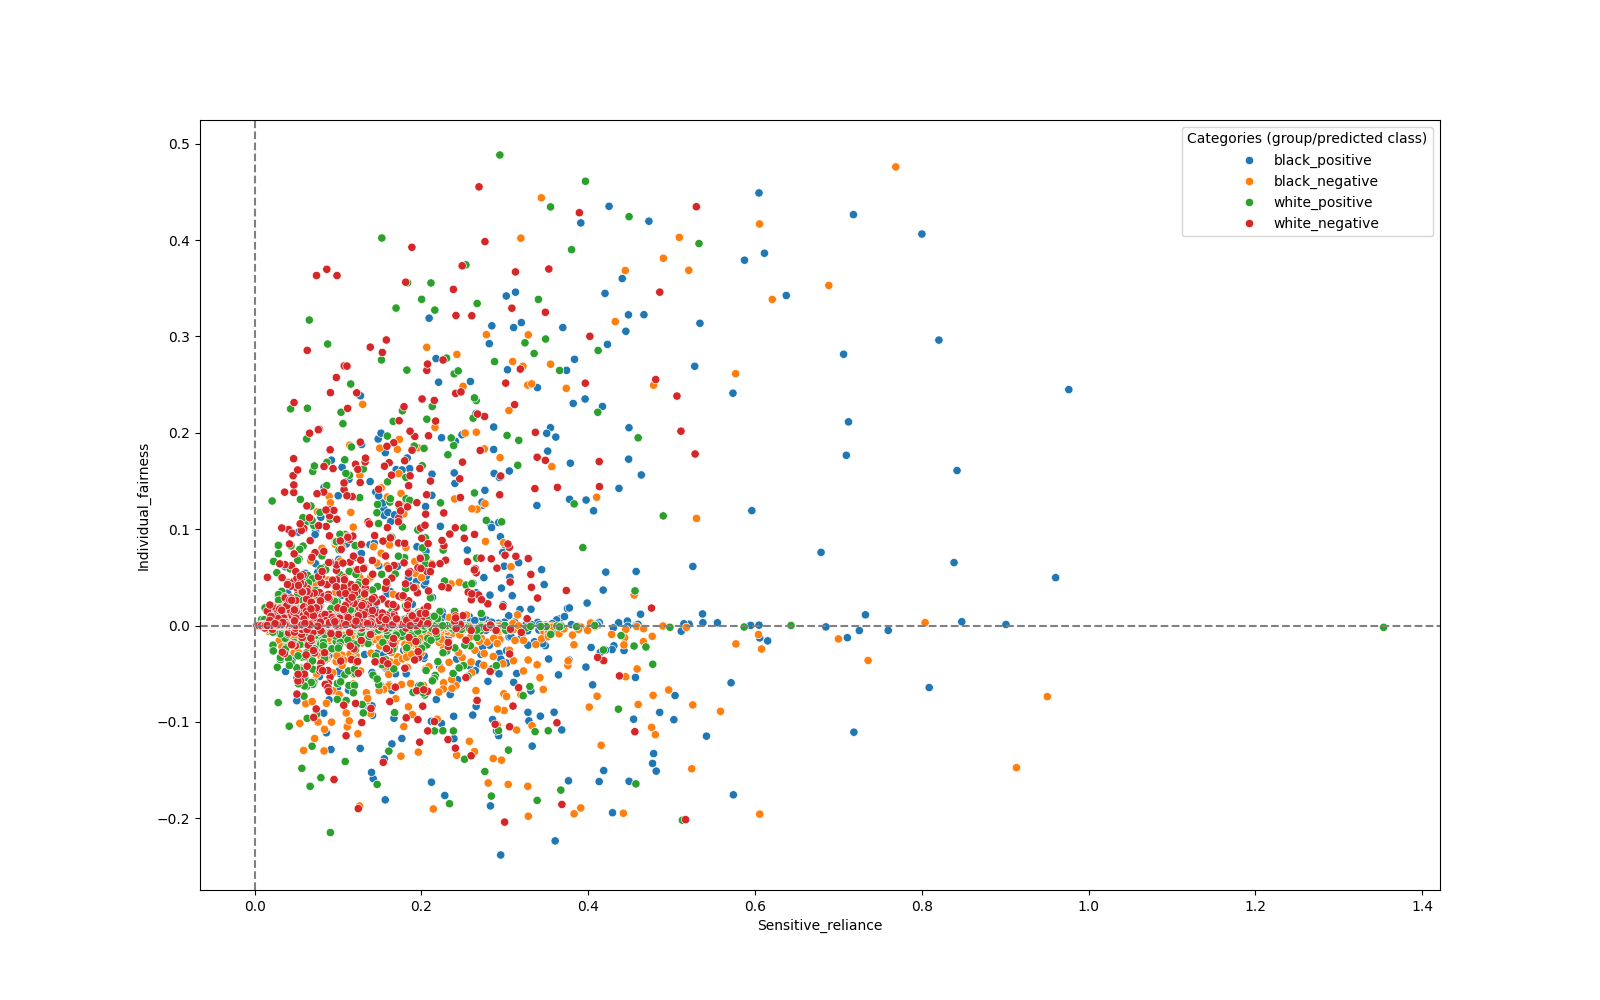 Categories (group/predicted class)
black_positive
black_negative
white_positive
white_negative
0.5
0.4
0.3
0.2
0.1
0.0
−0.1
−0.2
Individual_fairness
0.0 0.2 0.4 0.6 0.8 1.0 1.2 1.4
Sensitive_reliance